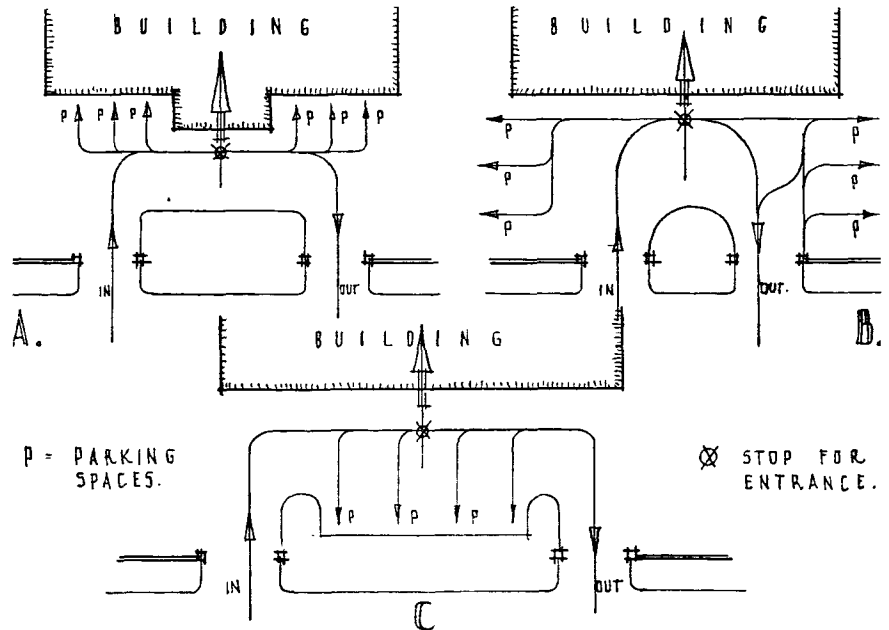 BUILDING
P P P P P P
IN
OUT
A.
BUILDING
P P
P P
P P
IN
OUT.
B.
BUILDING
P = PARKING
SPACES.
STOP FOR
ENTRANCE.
P P P P
IN
OUT
C